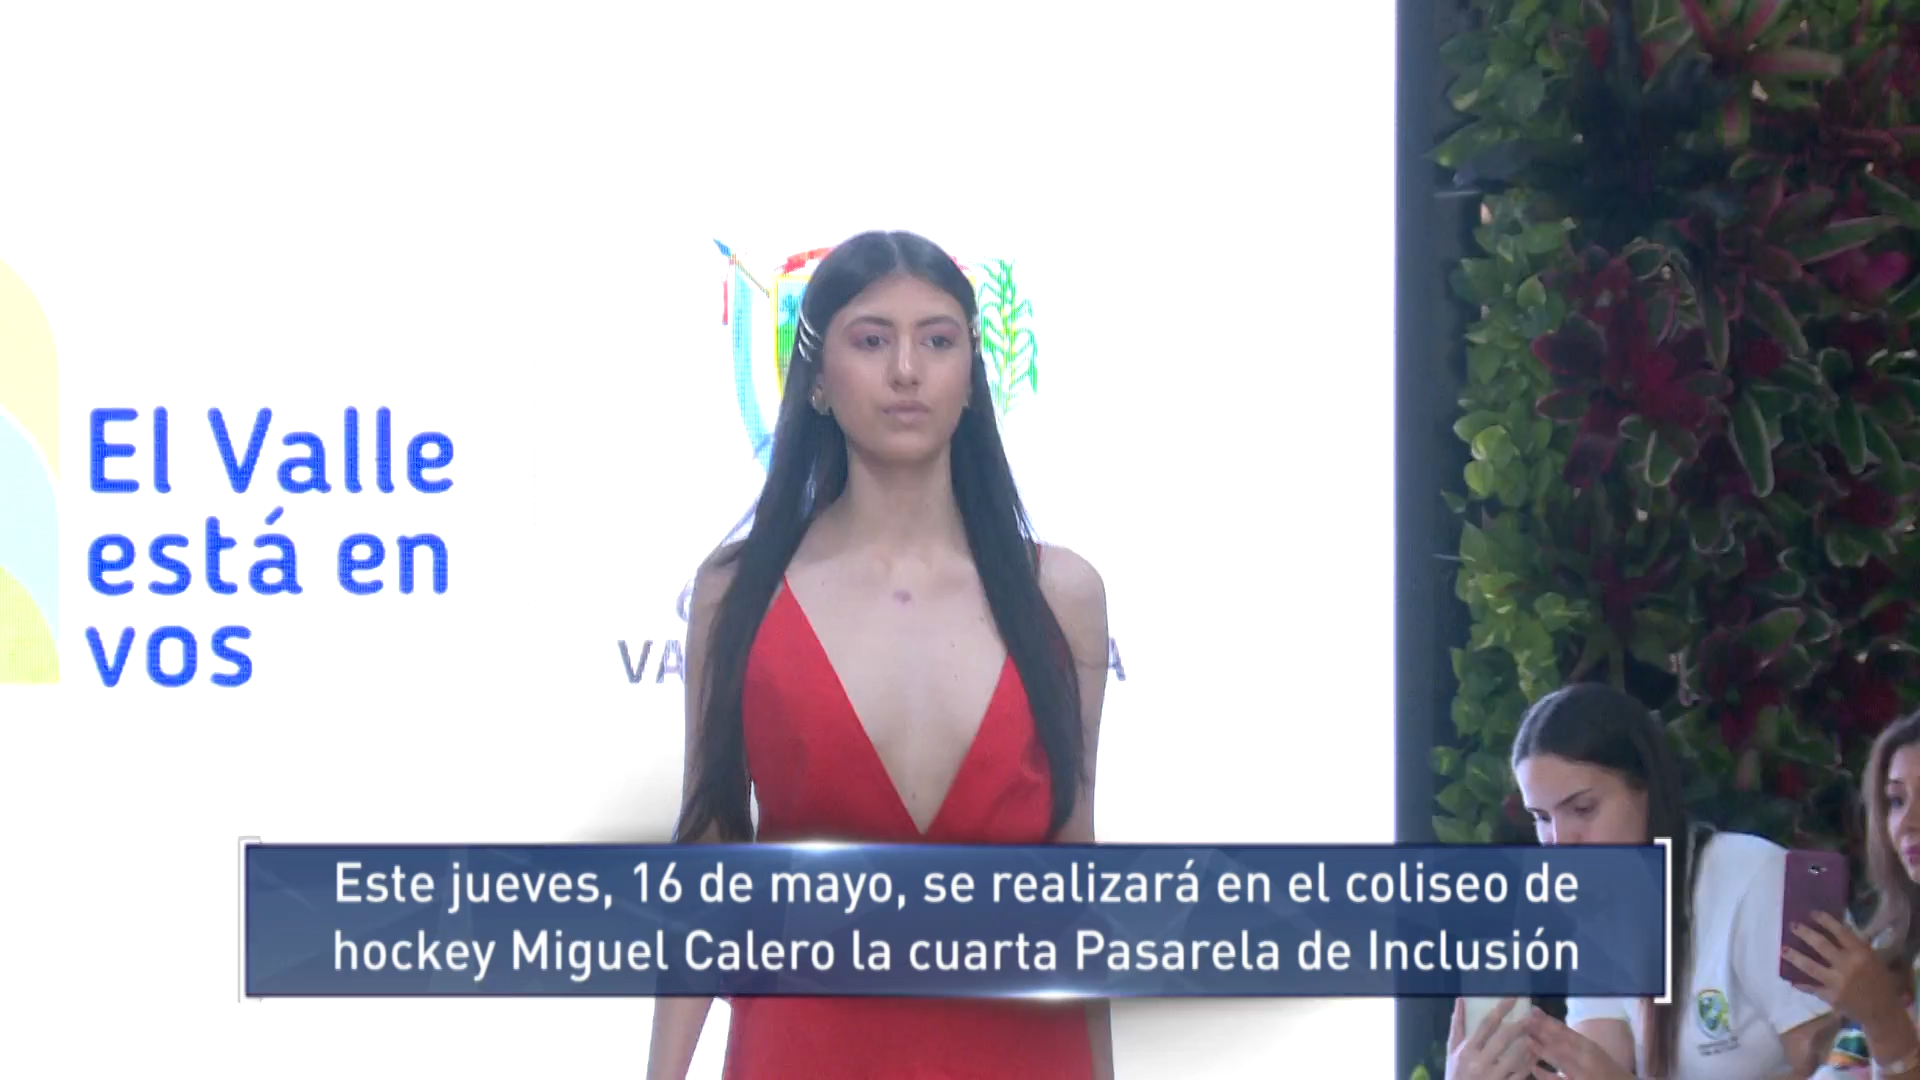 El Valle
está en
vos
VA
A
Este jueves, 16 de mayo, se realizará en el coliseo de
hockey Miguel Calero la cuarta Pasarela de Inclusión